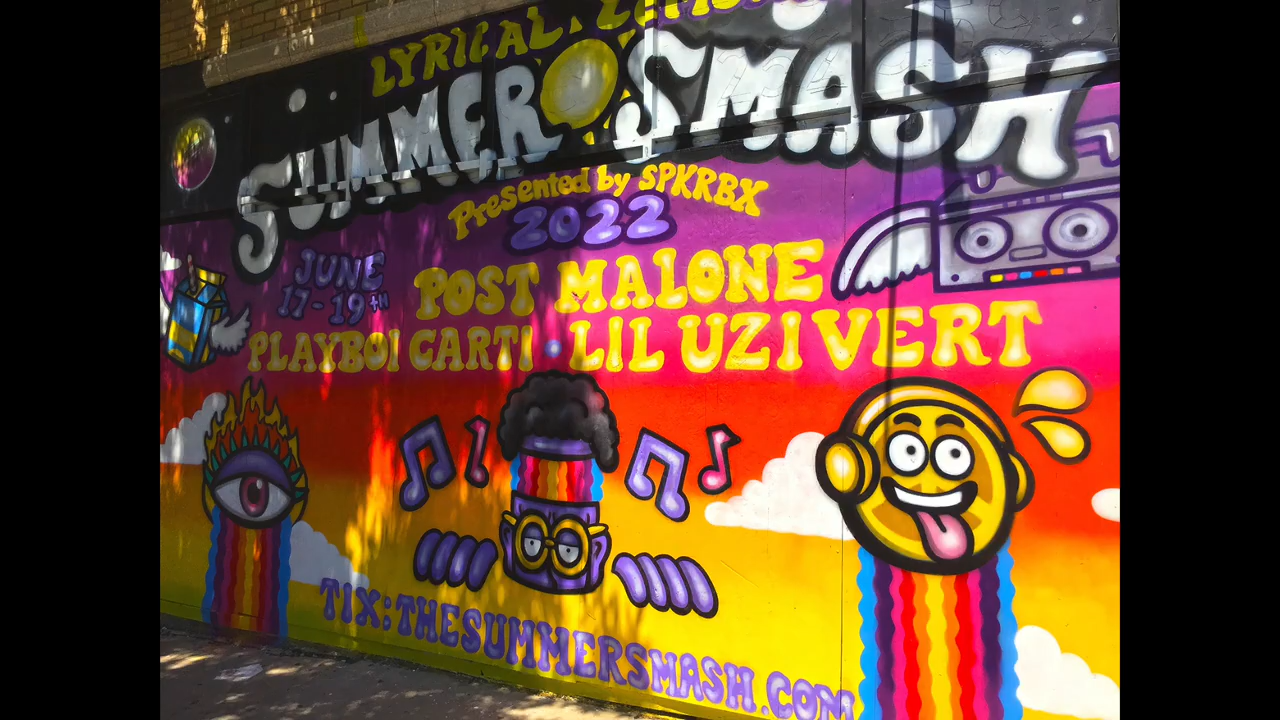 LYRICAL
SUMMER SMASH
Presented by SPKRBX
2022
JUNE
17-19th
POST MALONE
PLAYBOI CARTI LIL UZI VERT
TIX:THESUMMERSMASH.COM